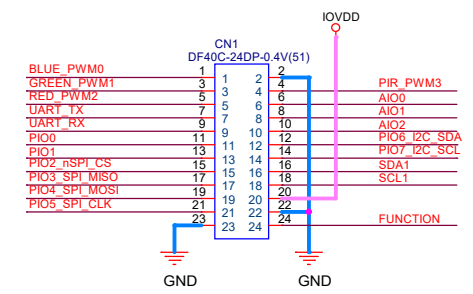 IOVDD
CN1
DF40C-24DP-0.4V(51)
BLUE_PWM0 1 1 2 2
GREEN_PWM1 3 3 4 4 PIR_PWM3
RED_PWM2 5 5 6 6 AIO0
UART_TX 7 7 8 8 AIO1
UART_RX 9 9 10 10 AIO2
PIO0 11 11 12 12 PIO6_I2C_SDA
PIO1 13 13 14 14 PIO7_I2C_SCL
PIO2_nSPI_CS 15 15 16 16 SDA1
PIO3_SPI_MISO 17 17 18 18 SCL1
PIO4_SPI_MOSI 19 19 20 20
PIO5_SPI_CLK 21 21 22 22
23 23 24 24 FUNCTION
GND GND